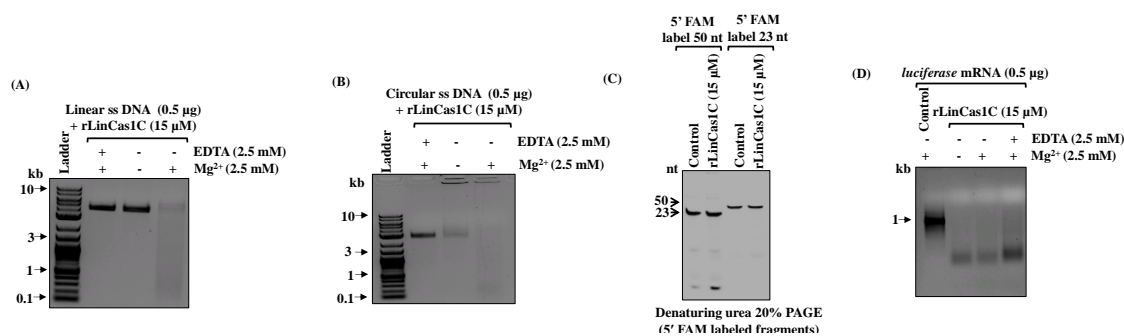 (A)
Linear ss DNA (0.5 µg)
+ rLinCas1C (15 µM)
Ladder
+ - - EDTA (2.5 mM)
+ - + Mg²⁺ (2.5 mM)
kb
10
3
1
0.1
(B)
Circular ss DNA (0.5 µg)
+ rLinCas1C (15 µM)
Ladder
+ - - EDTA (2.5 mM)
+ - + Mg²⁺ (2.5 mM)
kb
10
3
1
0.1
(C)
5’ FAM
label 50 nt
5’ FAM
label 23 nt
Control
rLinCas1C (15 µM)
Control
rLinCas1C (15 µM)
nt
50
23
Denaturing urea 20% PAGE
(5′ FAM labeled fragments)
(D)
luciferase mRNA (0.5 µg)
Control
rLinCas1C (15 µM)
- - - + EDTA (2.5 mM)
+ - + + Mg²⁺ (2.5 mM)
1